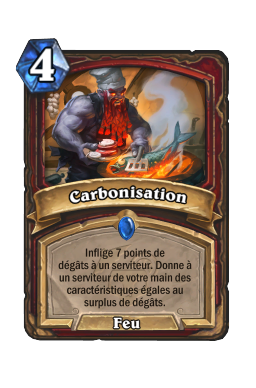 4
Carbonisation
Inflige 7 points de
dégâts à un serviteur. Donne à
un serviteur de votre main des
caractéristiques égales au
surplus de dégâts.
Feu